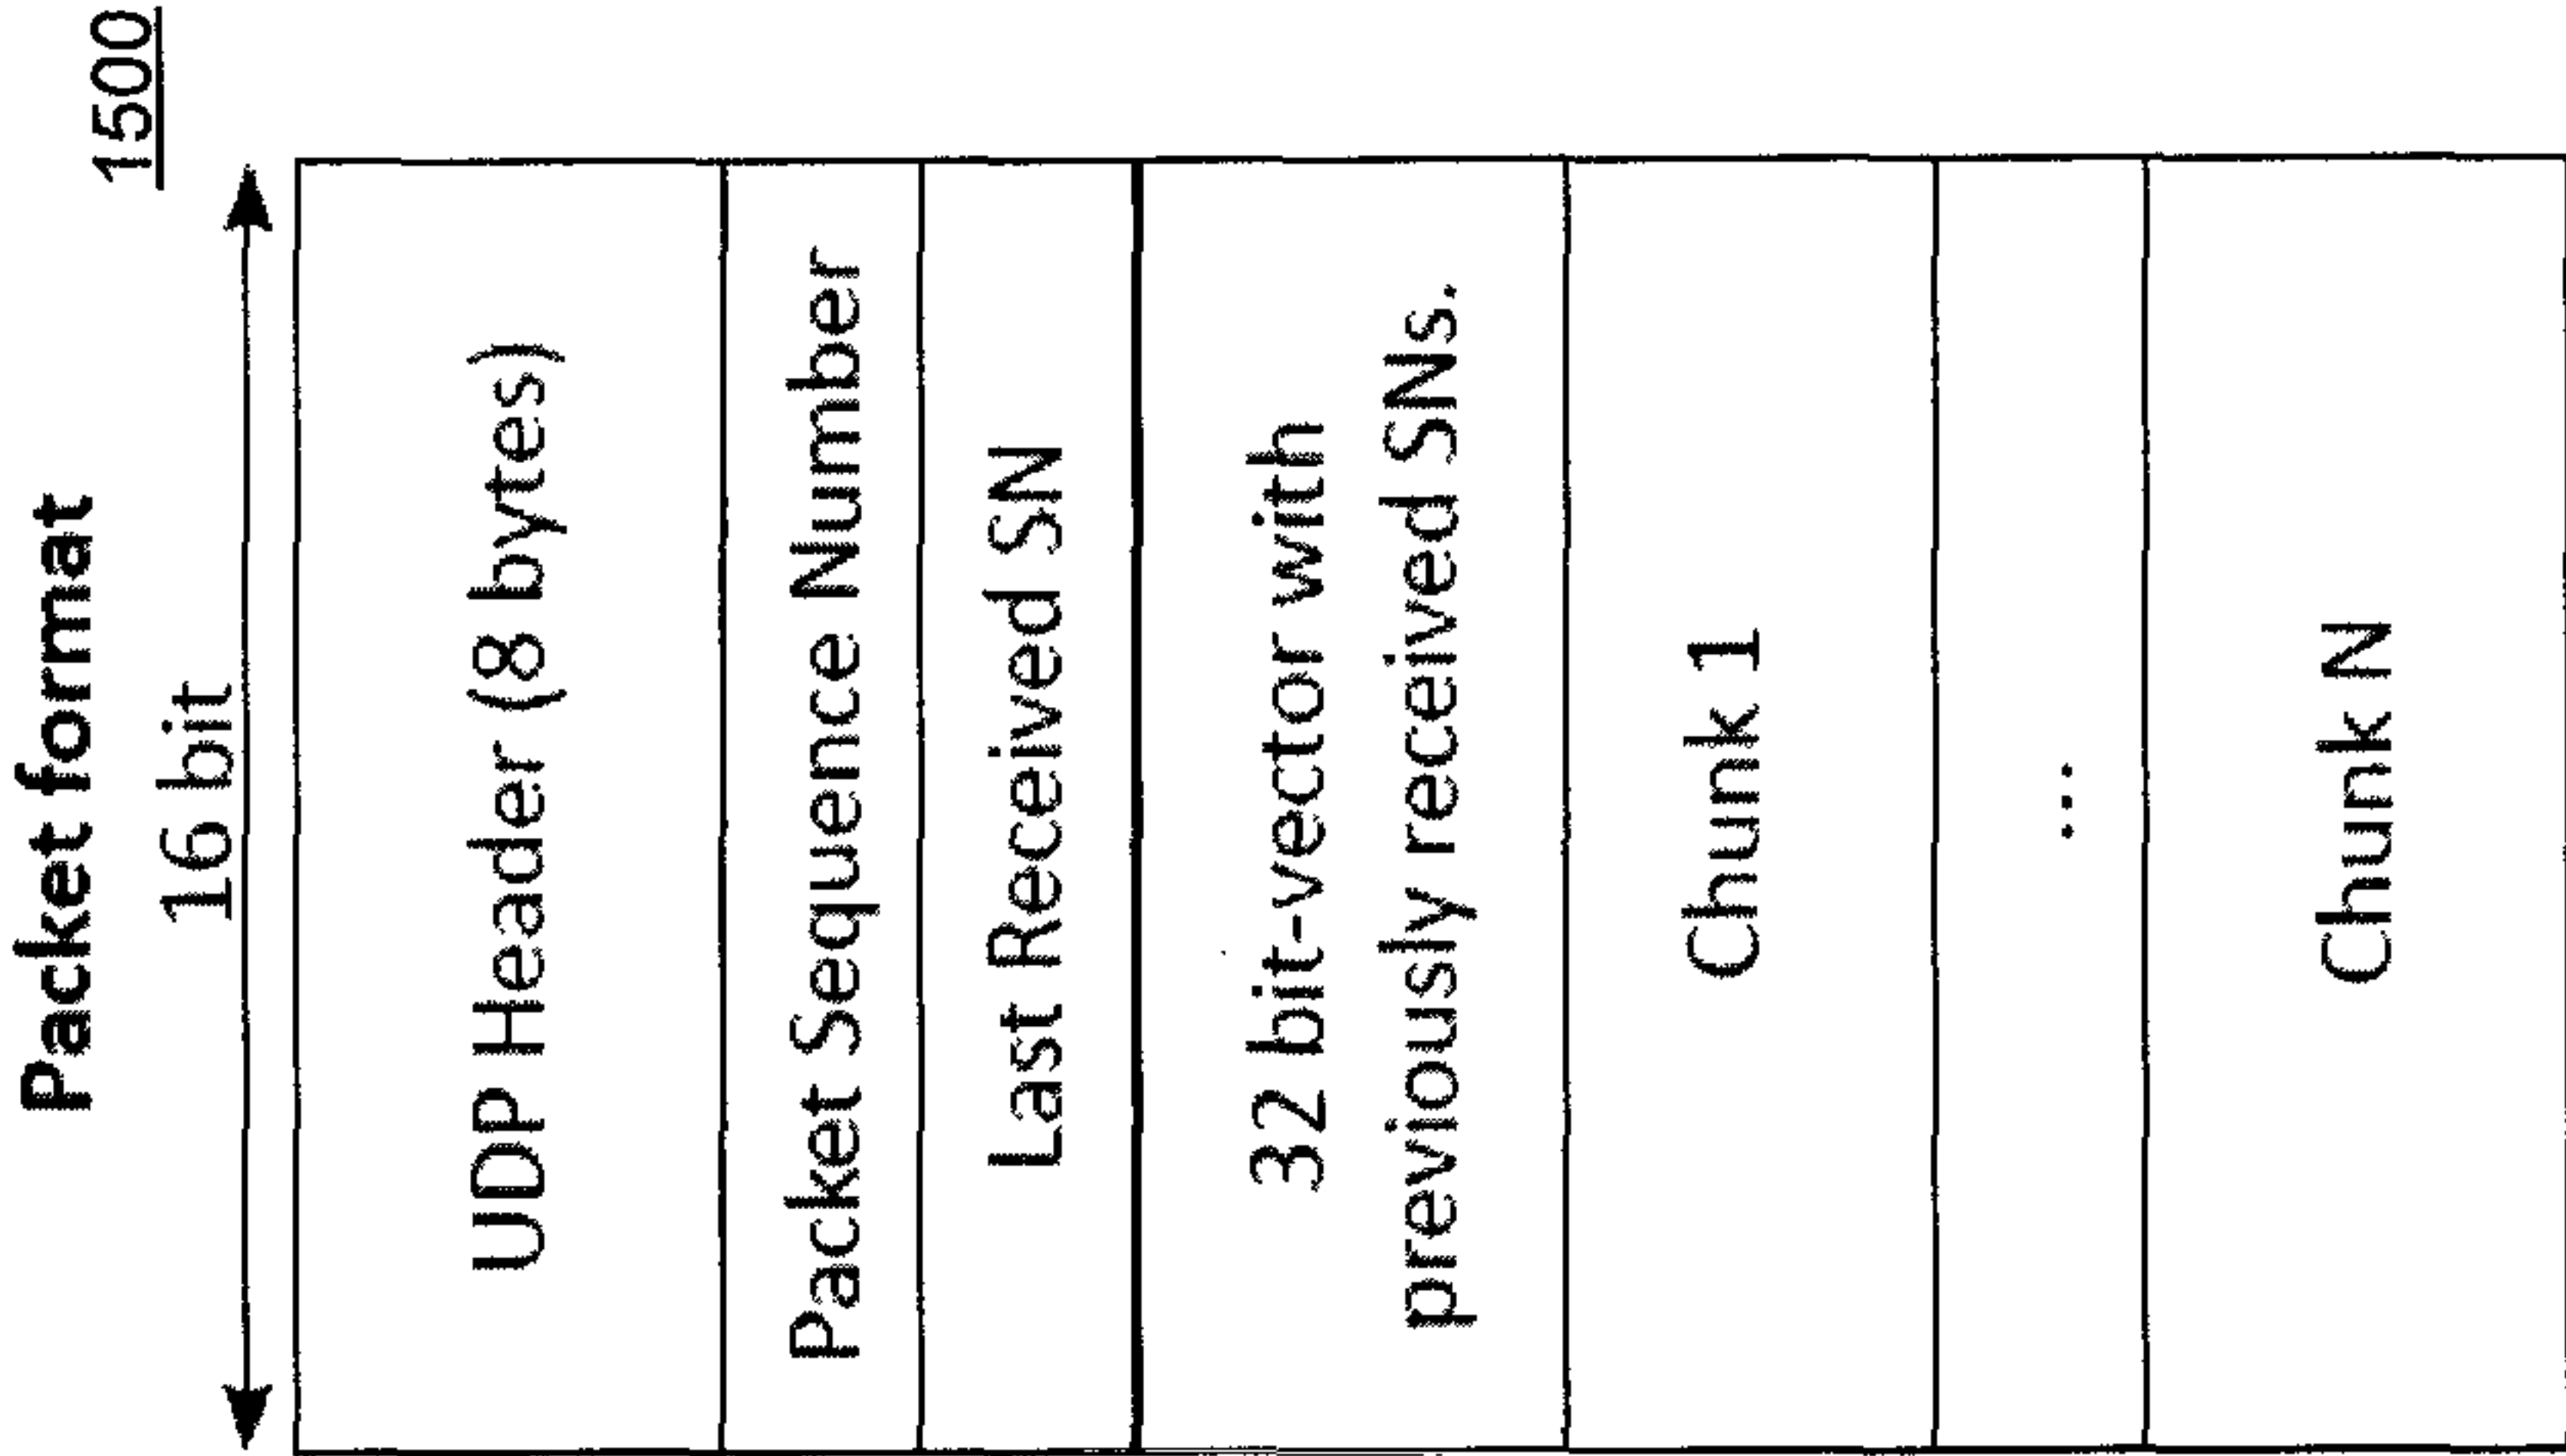 1500
Packet format
16 bit
UDP Header (8 bytes)
Packet Sequence Number
Last Received SN
32 bit-vector with
previously received SNs.
Chunk 1
...
Chunk N